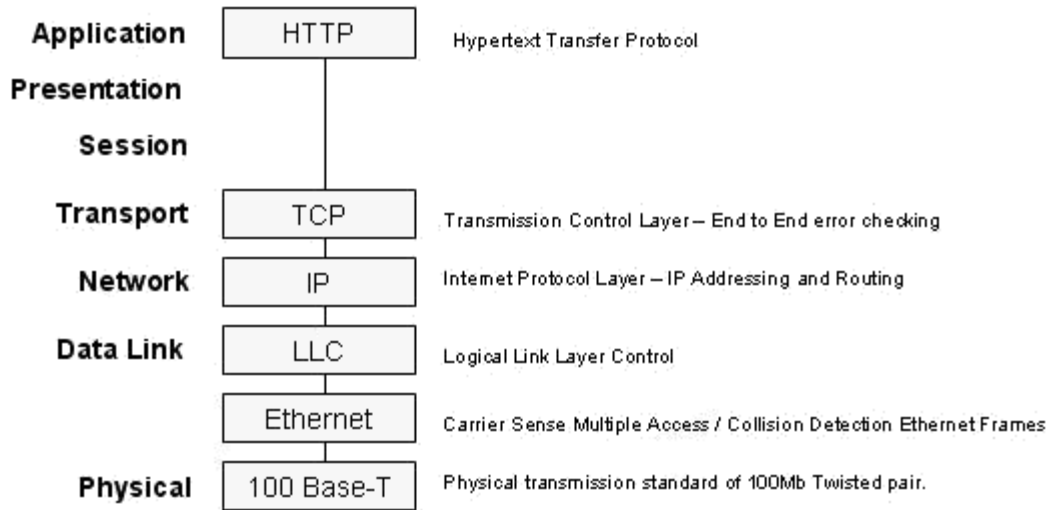 Application HTTP Hypertext Transfer Protocol
Presentation
Session
Transport TCP Transmission Control Layer – End to End error checking
Network IP Internet Protocol Layer – IP Addressing and Routing
Data Link LLC Logical Link Layer Control
Ethernet Carrier Sense Multiple Access / Collision Detection Ethernet Frames
Physical 100 Base-T Physical transmission standard of 100Mb Twisted pair.